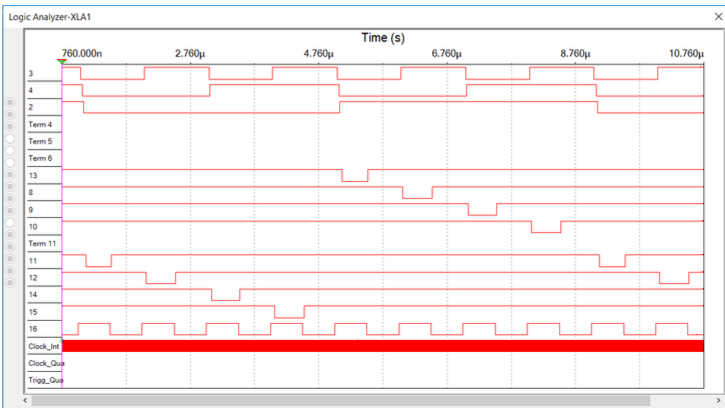 Logic Analyzer-XLA1
Time (s)
760.000n 2.760μ 4.760μ 6.760μ 8.760μ 10.760μ
3
4
2
Term 4
Term 5
Term 6
13
8
9
10
Term 11
11
12
14
15
16
Clock_Int
Clock_Qua
Trigg_Qua